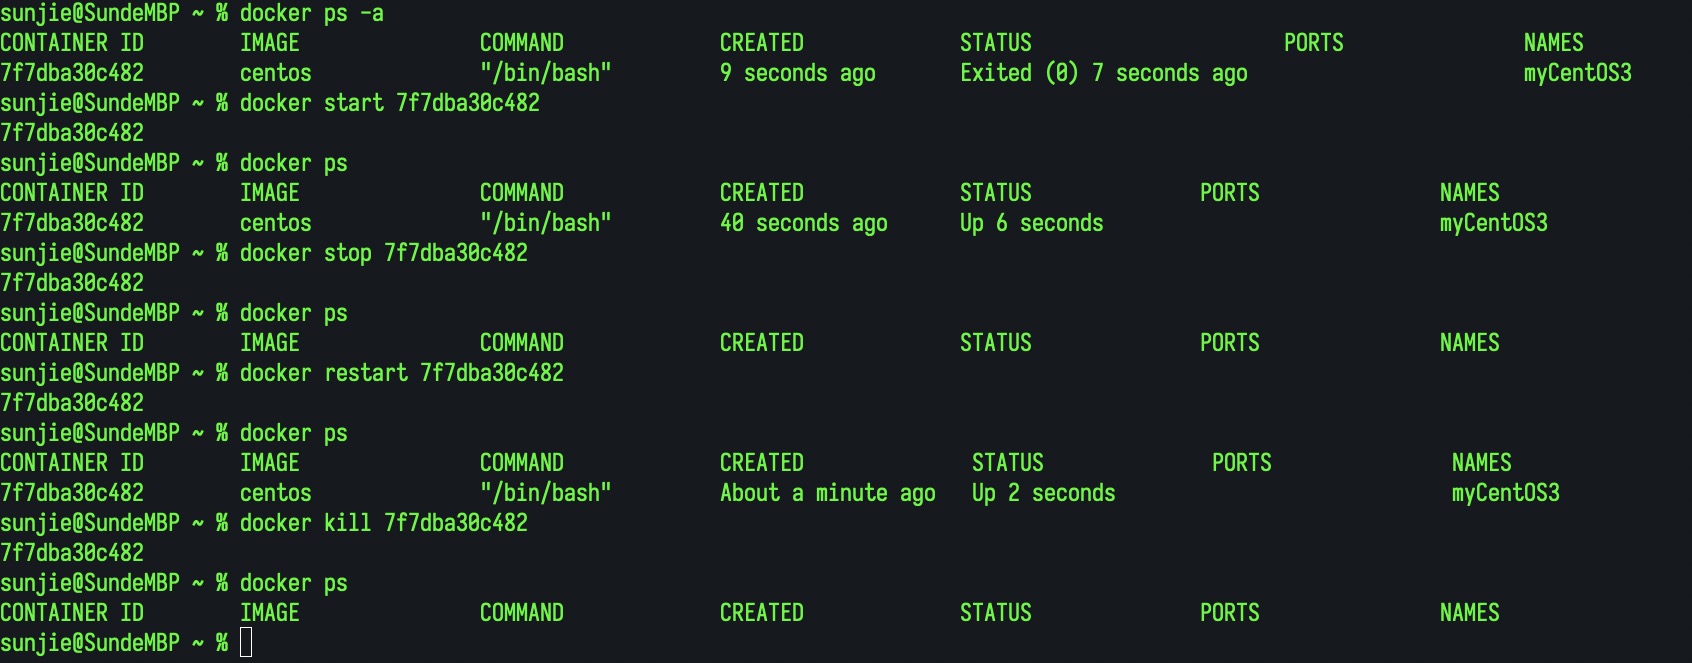 sunjie@SundeMBP ~ % docker ps -a
CONTAINER ID        IMAGE               COMMAND             CREATED             STATUS                     PORTS               NAMES
7f7dba30c482        centos              "/bin/bash"         9 seconds ago       Exited (0) 7 seconds ago                       myCentOS3
sunjie@SundeMBP ~ % docker start 7f7dba30c482
7f7dba30c482
sunjie@SundeMBP ~ % docker ps
CONTAINER ID        IMAGE               COMMAND             CREATED             STATUS              PORTS               NAMES
7f7dba30c482        centos              "/bin/bash"         40 seconds ago      Up 6 seconds                            myCentOS3
sunjie@SundeMBP ~ % docker stop 7f7dba30c482
7f7dba30c482
sunjie@SundeMBP ~ % docker ps
CONTAINER ID        IMAGE               COMMAND             CREATED             STATUS              PORTS               NAMES
sunjie@SundeMBP ~ % docker restart 7f7dba30c482
7f7dba30c482
sunjie@SundeMBP ~ % docker ps
CONTAINER ID        IMAGE               COMMAND             CREATED              STATUS              PORTS               NAMES
7f7dba30c482        centos              "/bin/bash"         About a minute ago   Up 2 seconds                            myCentOS3
sunjie@SundeMBP ~ % docker kill 7f7dba30c482
7f7dba30c482
sunjie@SundeMBP ~ % docker ps
CONTAINER ID        IMAGE               COMMAND             CREATED             STATUS              PORTS               NAMES
sunjie@SundeMBP ~ %